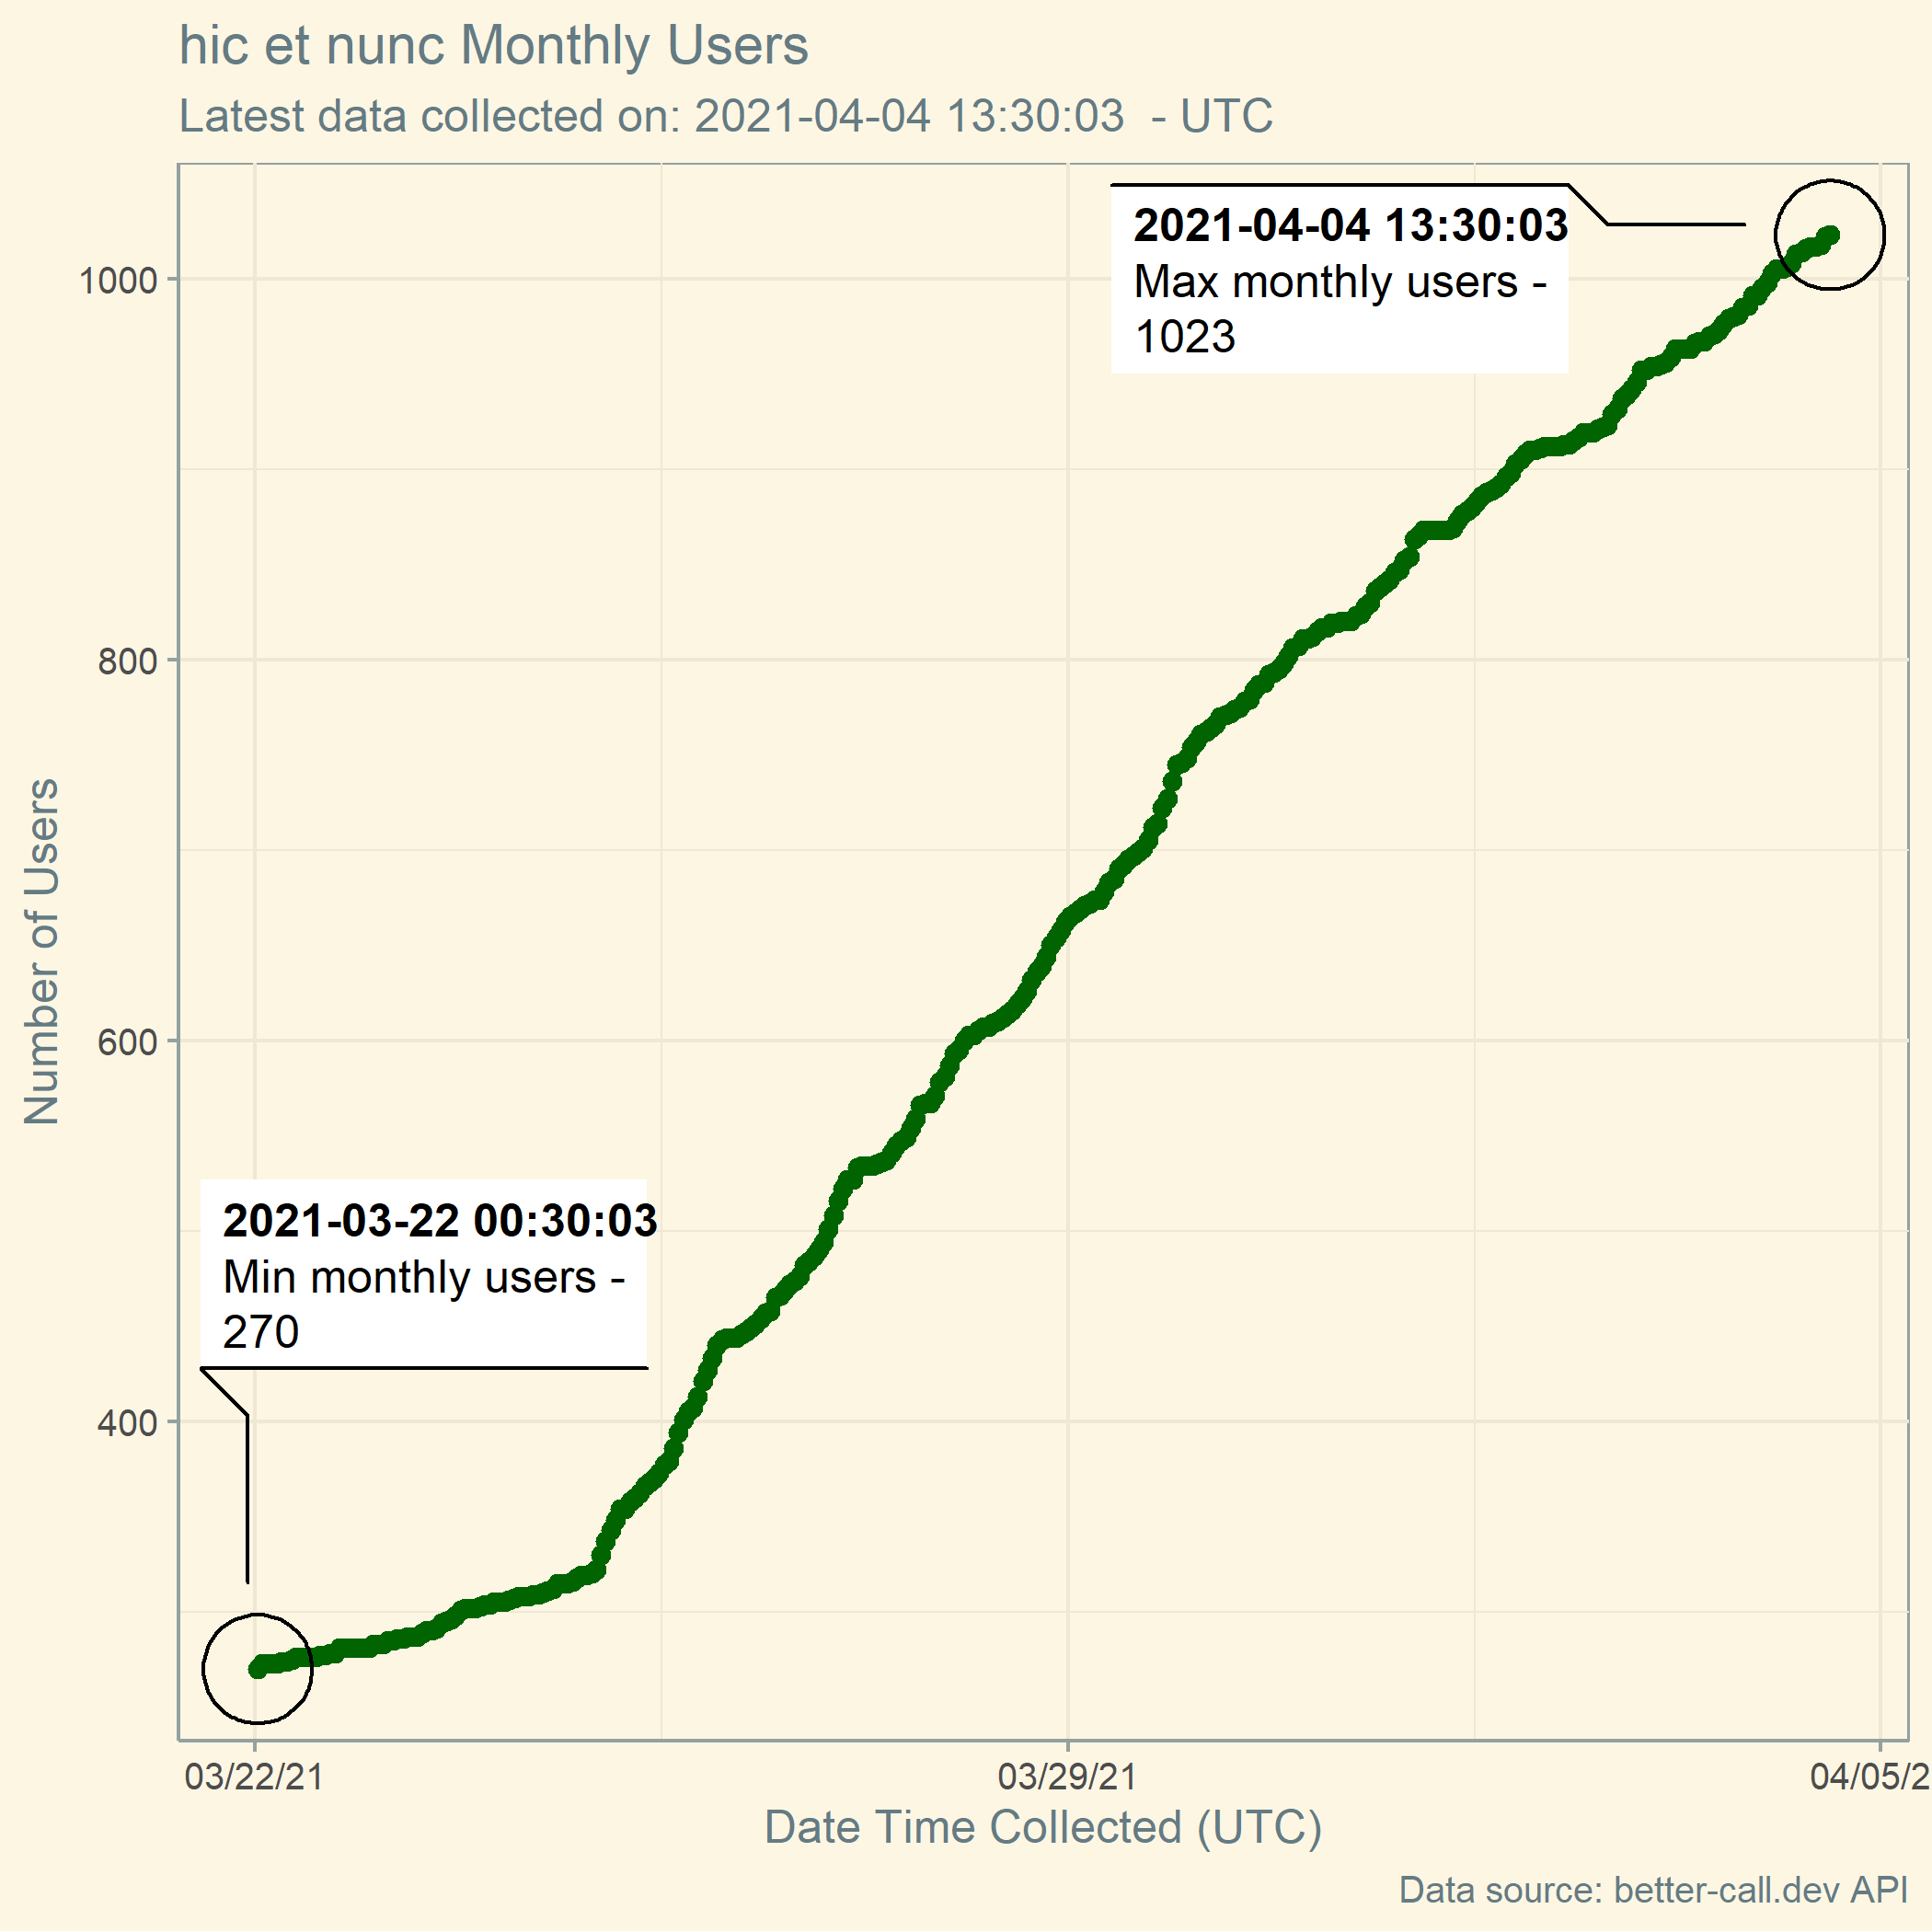 hic et nunc Monthly Users
Latest data collected on: 2021-04-04 13:30:03  - UTC
2021-04-04 13:30:03
Max monthly users -
1023
1000
800
600
400
Number of Users
2021-03-22 00:30:03
Min monthly users -
270
03/22/21
03/29/21
04/05/2
Date Time Collected (UTC)
Data source: better-call.dev API